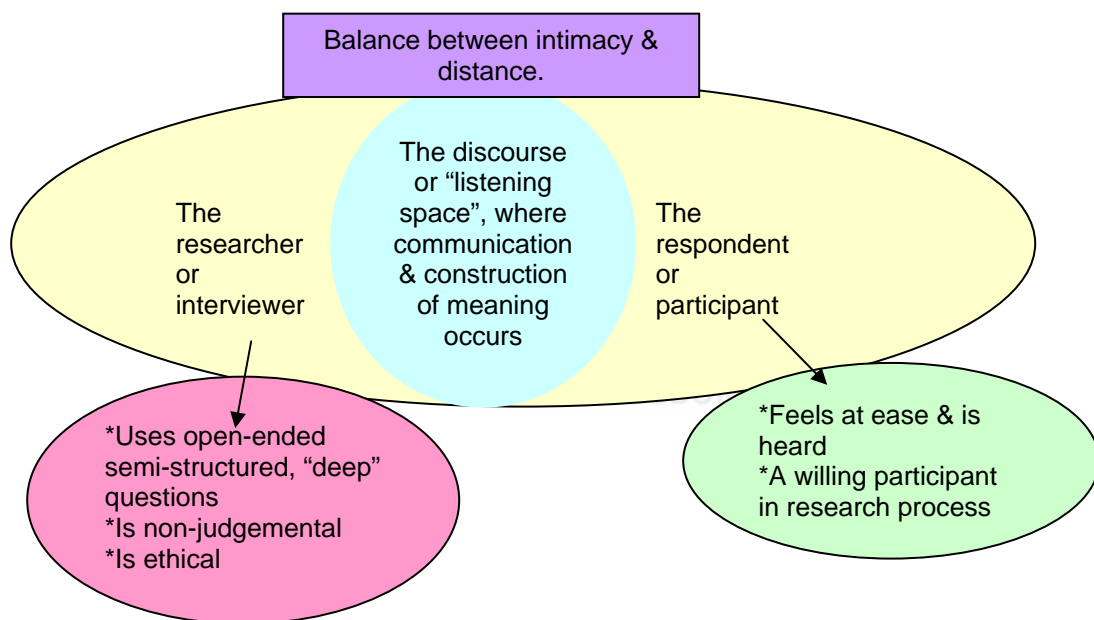 Balance between intimacy &
distance.
The discourse
or “listening
space”, where
communication
& construction
of meaning
occurs
The
researcher
or
interviewer
The
respondent
or
participant
*Uses open-ended
semi-structured, “deep”
questions
*Is non-judgemental
*Is ethical
*Feels at ease & is
heard
*A willing participant
in research process